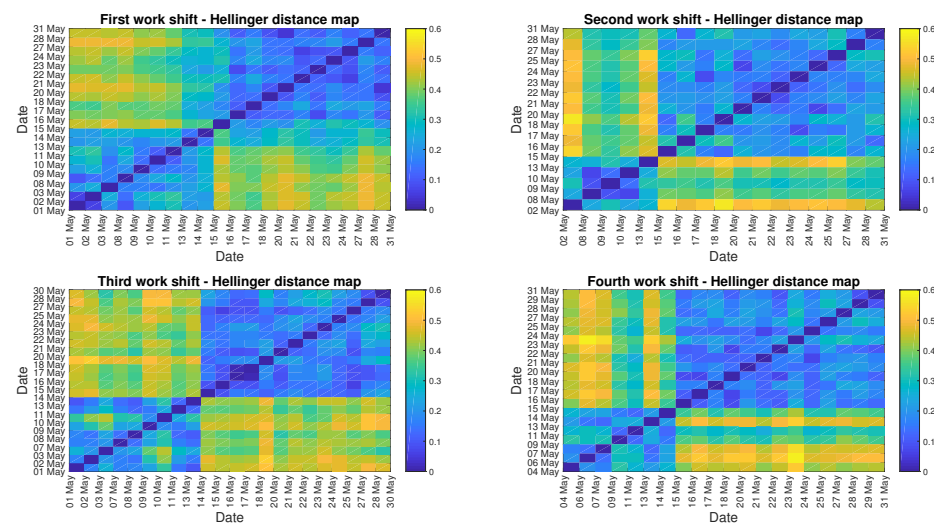 First work shift - Hellinger distance map
Date
31 May
28 May
27 May
24 May
23 May
22 May
21 May
20 May
18 May
17 May
16 May
15 May
14 May
13 May
11 May
10 May
09 May
08 May
03 May
02 May
01 May
01 May
02 May
03 May
08 May
09 May
10 May
11 May
13 May
14 May
15 May
16 May
17 May
18 May
20 May
21 May
22 May
23 May
24 May
27 May
28 May
31 May
Date
0.6
0.5
0.4
0.3
0.2
0.1
0
Second work shift - Hellinger distance map
Date
31 May
28 May
27 May
25 May
24 May
23 May
22 May
21 May
20 May
18 May
17 May
16 May
15 May
13 May
10 May
09 May
08 May
02 May
02 May
08 May
09 May
10 May
13 May
15 May
16 May
17 May
18 May
20 May
21 May
22 May
23 May
24 May
25 May
27 May
28 May
31 May
Date
0.6
0.5
0.4
0.3
0.2
0.1
0
Third work shift - Hellinger distance map
Date
30 May
28 May
27 May
25 May
24 May
23 May
22 May
21 May
20 May
18 May
17 May
16 May
15 May
14 May
13 May
11 May
10 May
09 May
08 May
07 May
03 May
02 May
01 May
01 May
02 May
03 May
07 May
08 May
09 May
10 May
11 May
13 May
14 May
15 May
16 May
17 May
18 May
20 May
21 May
22 May
23 May
24 May
25 May
27 May
28 May
30 May
Date
0.6
0.5
0.4
0.3
0.2
0.1
0
Fourth work shift - Hellinger distance map
Date
31 May
29 May
28 May
27 May
25 May
24 May
23 May
22 May
21 May
20 May
18 May
17 May
16 May
15 May
14 May
13 May
11 May
09 May
07 May
06 May
04 May
04 May
06 May
07 May
09 May
11 May
13 May
14 May
15 May
16 May
17 May
18 May
20 May
21 May
22 May
23 May
24 May
25 May
27 May
28 May
29 May
31 May
Date
0.6
0.5
0.4
0.3
0.2
0.1
0